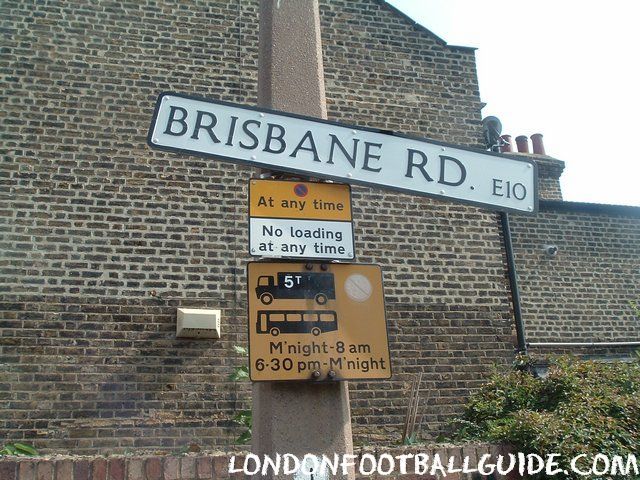 BRISBANE RD. E10
At any time
No loading
at any time
5T
M'night-8 am
6·30 pm-M'night
LONDONFOOTBALLGUIDE.COM